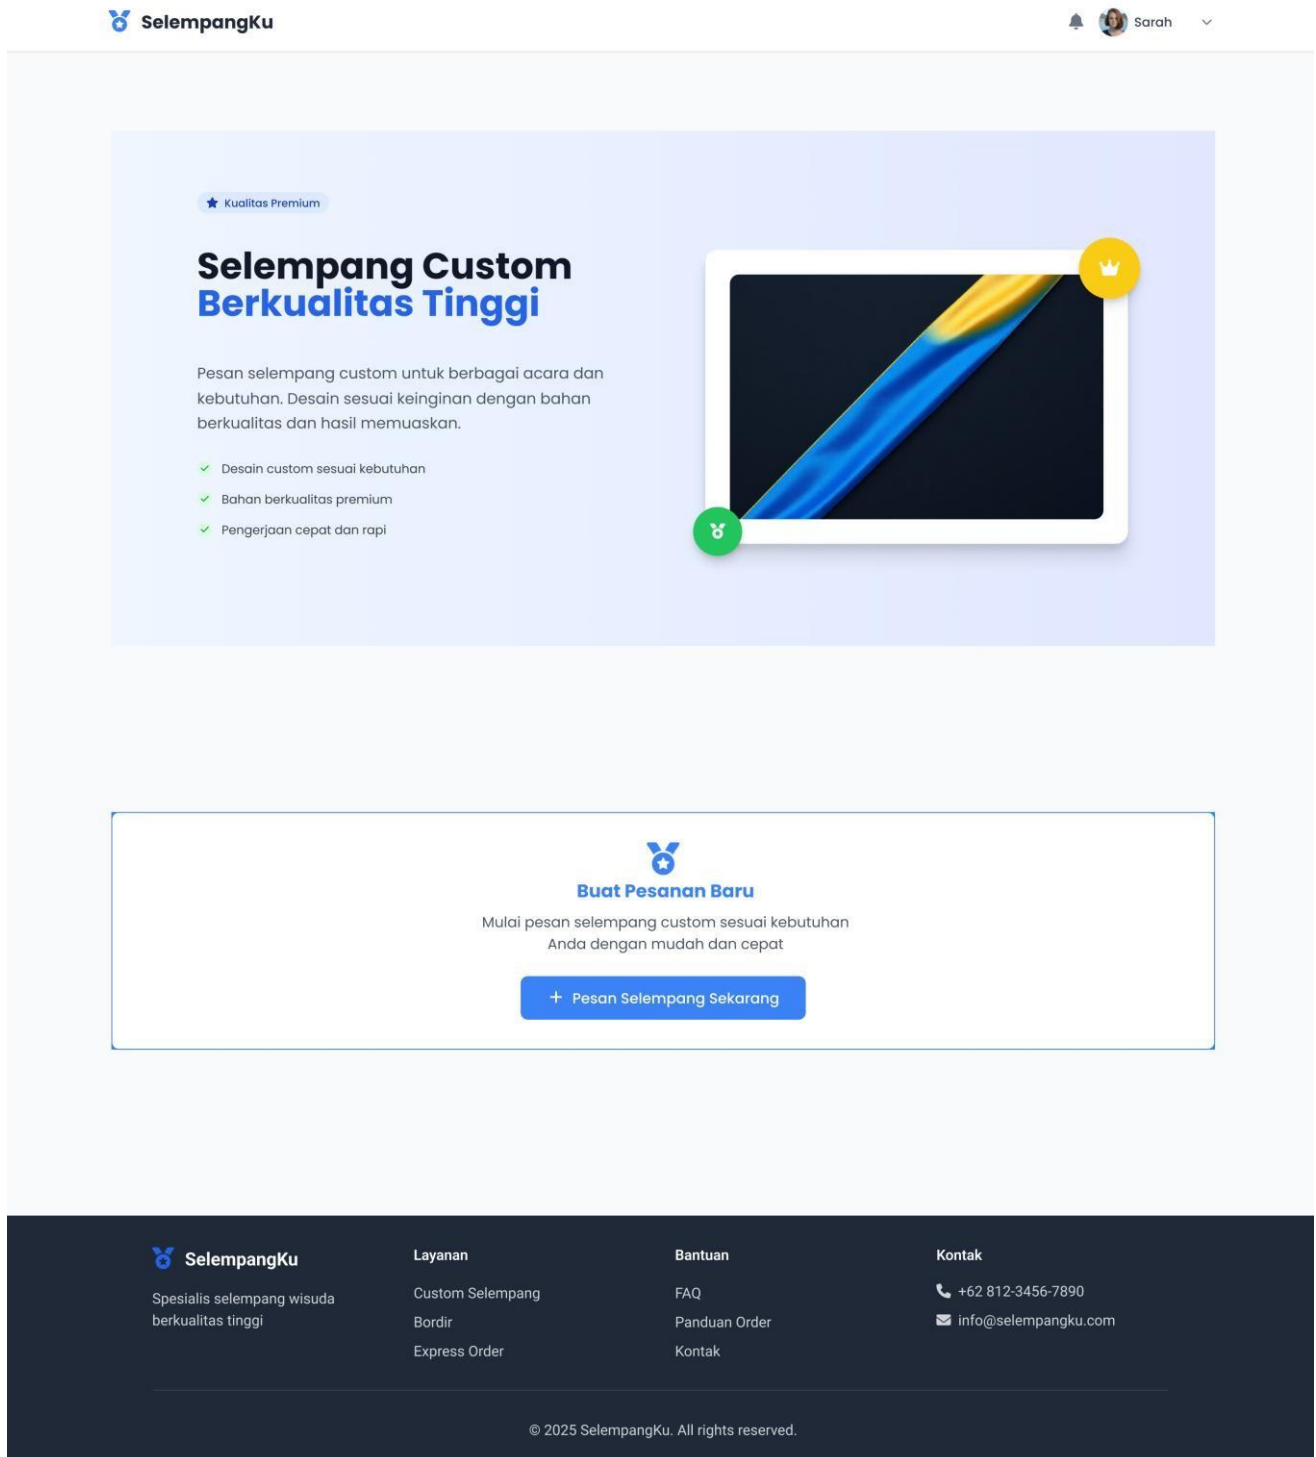 SelempangKu
Sarah
Kualitas Premium
Selempang Custom
Berkualitas Tinggi
Pesan selempang custom untuk berbagai acara dan
kebutuhan. Desain sesuai keinginan dengan bahan
berkualitas dan hasil memuaskan.
Desain custom sesuai kebutuhan
Bahan berkualitas premium
Pengerjaan cepat dan rapi
Buat Pesanan Baru
Mulai pesan selempang custom sesuai kebutuhan
Anda dengan mudah dan cepat
+ Pesan Selempang Sekarang
SelempangKu
Spesialis selempang wisuda
berkualitas tinggi
Layanan
Custom Selempang
Bordir
Express Order
Bantuan
FAQ
Panduan Order
Kontak
Kontak
+62 812-3456-7890
info@selempangku.com
© 2025 SelempangKu. All rights reserved.